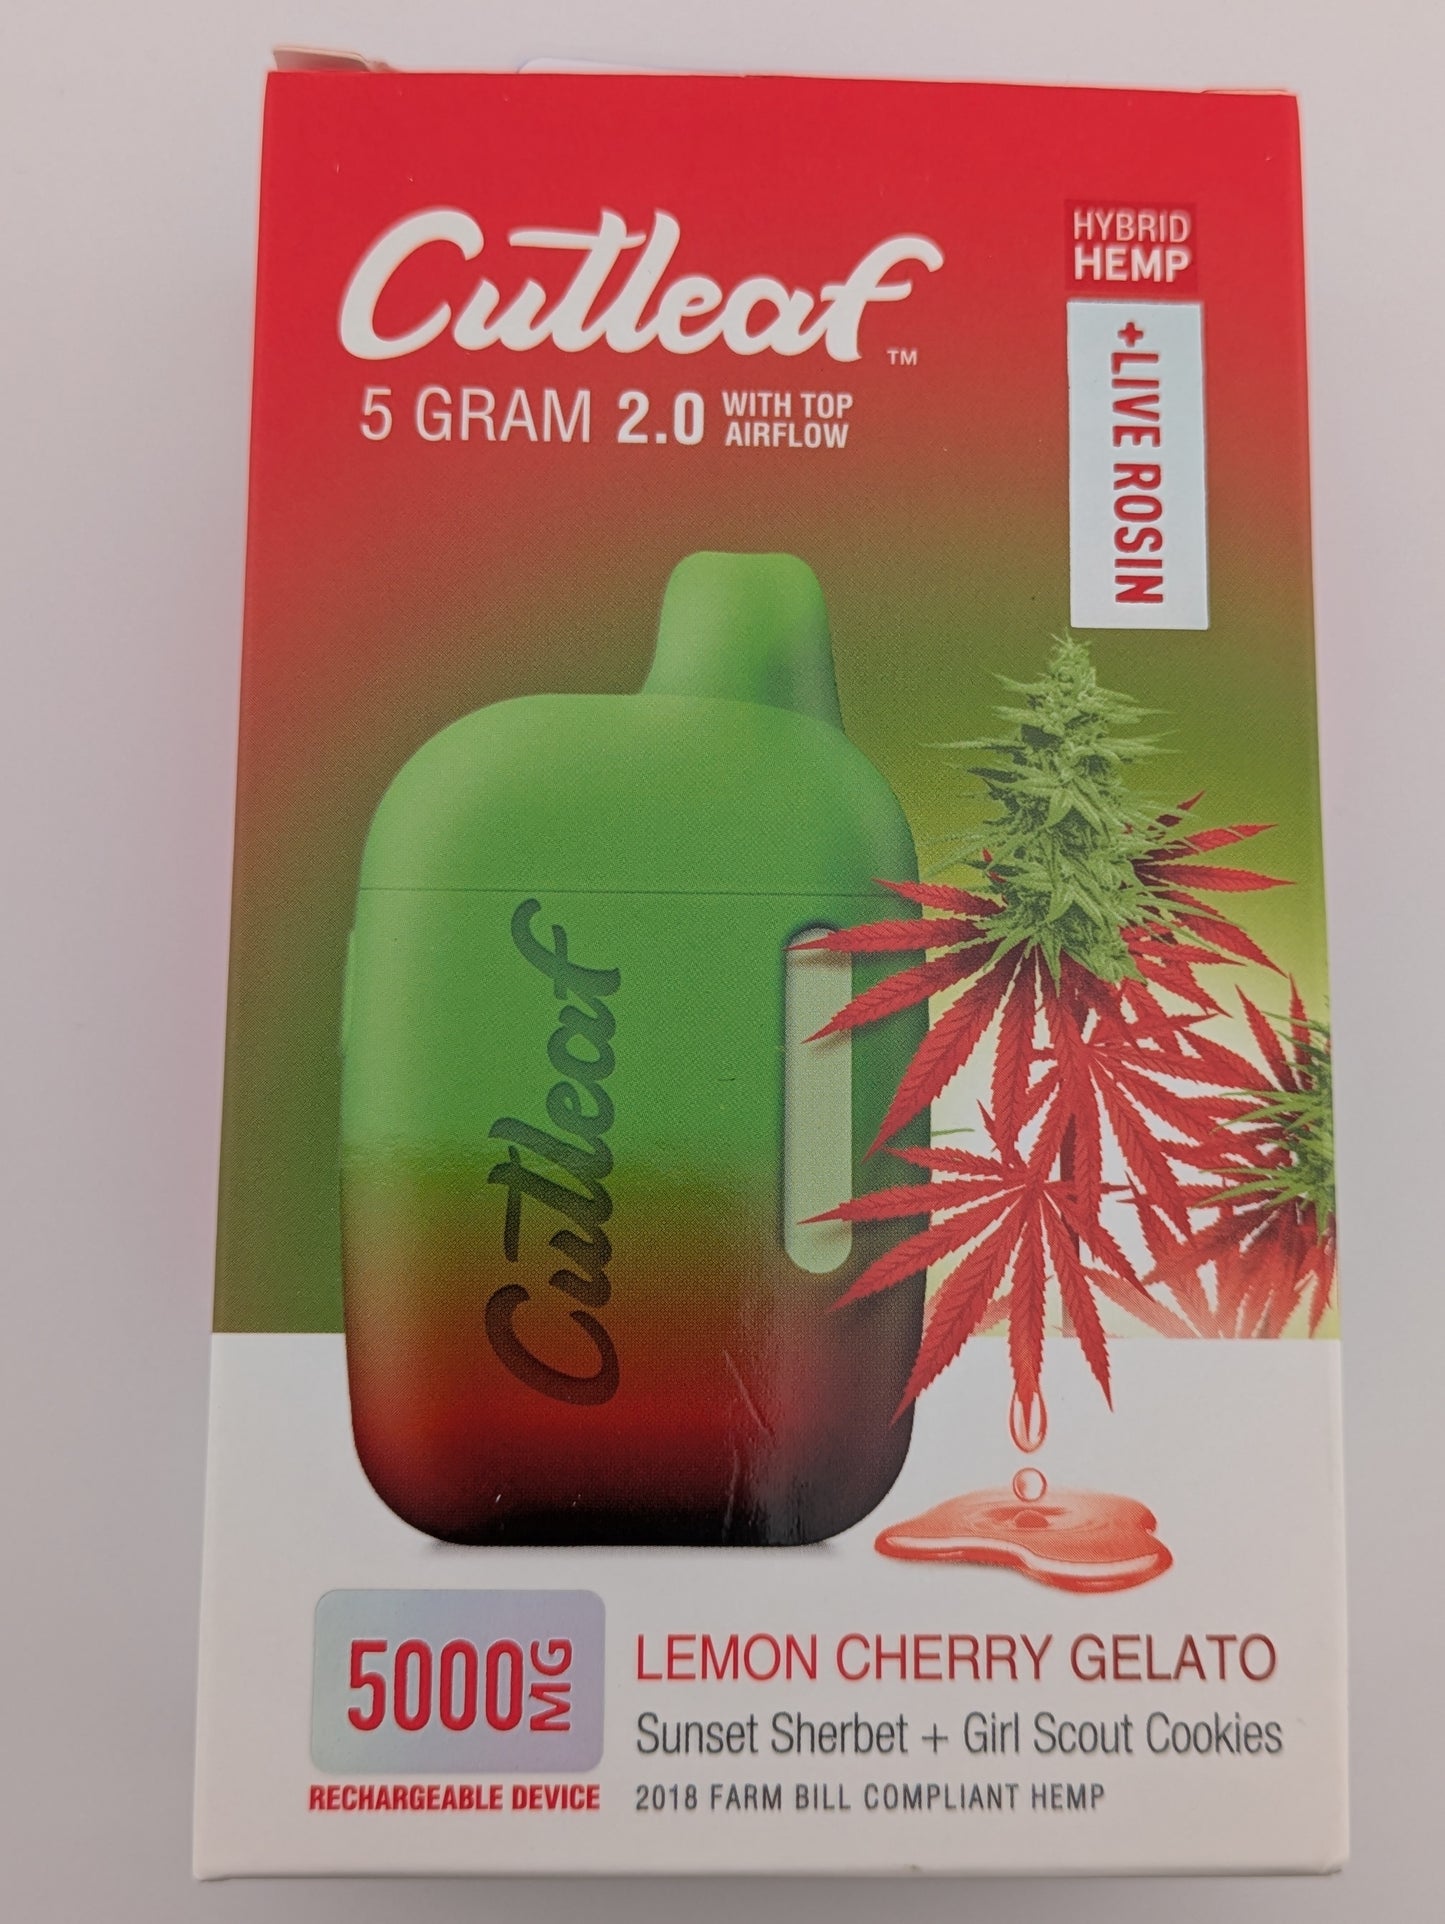 Cutleaf™
5 GRAM 2.0 WITH TOP
AIRFLOW
HYBRID
HEMP
+LIVE ROSIN
Cutleaf
5000MG
RECHARGEABLE DEVICE
LEMON CHERRY GELATO
Sunset Sherbet + Girl Scout Cookies
2018 FARM BILL COMPLIANT HEMP